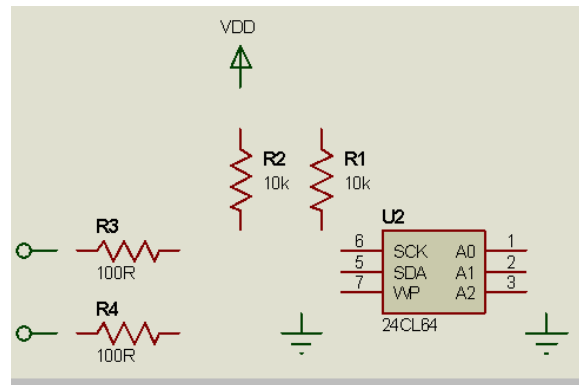 VDD
R2
10k
R1
10k
R3
100R
R4
100R
U2
6 SCK A0 1
5 SDA A1 2
7 WP A2 3
24CL64